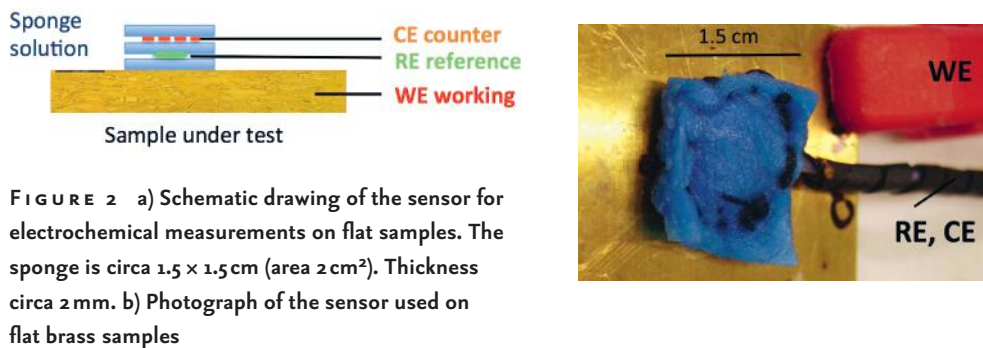 Sponge
solution
CE counter
RE reference
WE working
Sample under test
FIGURE 2 a) Schematic drawing of the sensor for
electrochemical measurements on flat samples. The
sponge is circa 1.5 × 1.5 cm (area 2 cm²). Thickness
circa 2 mm. b) Photograph of the sensor used on
flat brass samples
1.5 cm
WE
RE, CE